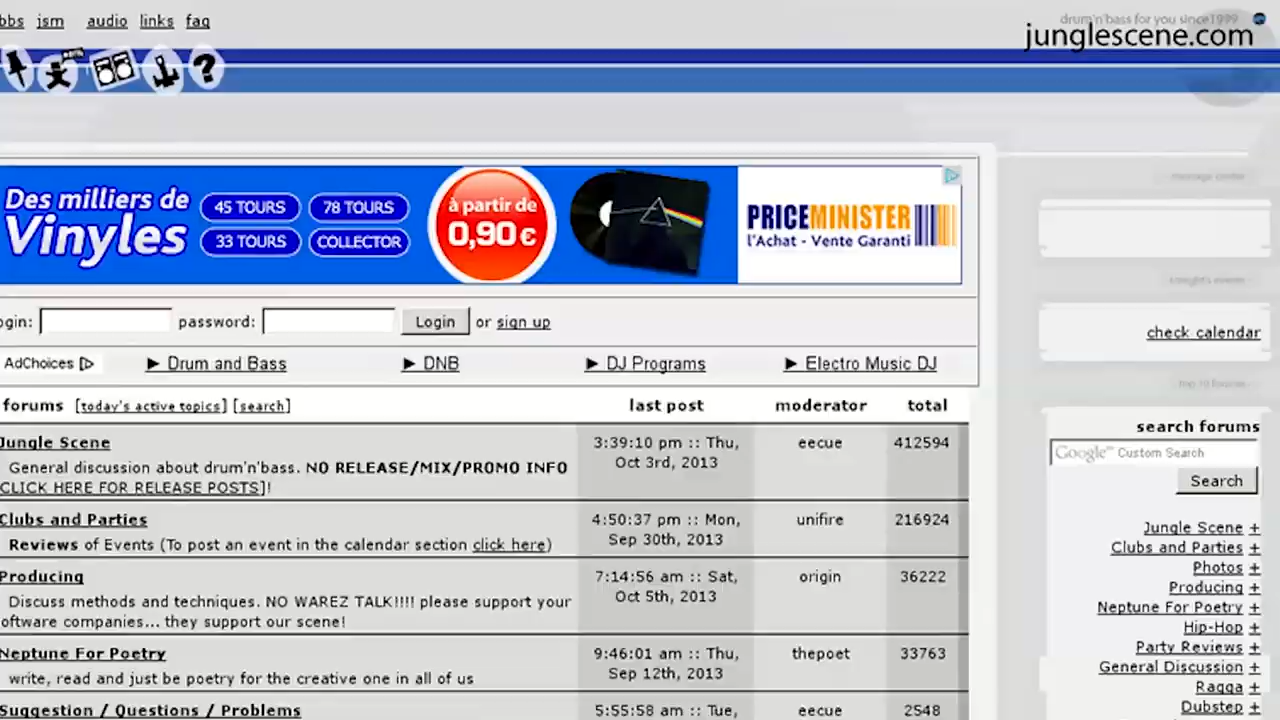 bbs jsm audio links faq
drum'n'bass for you since1999
junglescene.com
Des milliers de
Vinyles
45 TOURS 78 TOURS
33 TOURS COLLECTOR
à partir de
0,90€
PRICEMINISTER
l'Achat - Vente Garanti
message center
ogin: password: Login or sign up
tonight's events
check calendar
AdChoices ▶ Drum and Bass ▶ DNB ▶ DJ Programs ▶ Electro Music DJ
top 10 forums
forums [today's active topics] [search] last post moderator total
Jungle Scene 3:39:10 pm :: Thu, eecue 412594
General discussion about drum'n'bass. NO RELEASE/MIX/PROMO INFO Oct 3rd, 2013
CLICK HERE FOR RELEASE POSTS]!
Clubs and Parties 4:50:37 pm :: Mon, unifire 216924
Reviews of Events (To post an event in the calendar section click here) Sep 30th, 2013
Producing 7:14:56 am :: Sat, origin 36222
Discuss methods and techniques. NO WAREZ TALK!!!! please support your Oct 5th, 2013
oftware companies... they support our scene!
Neptune For Poetry 9:46:01 am :: Thu, thepoet 33763
write, read and just be poetry for the creative one in all of us Sep 12th, 2013
Suggestion / Questions / Problems 5:55:58 am :: Tue, eecue 2548
search forums
Google™ Custom Search
Search
Jungle Scene +
Clubs and Parties +
Photos +
Producing +
Neptune For Poetry +
Hip-Hop +
Party Reviews +
General Discussion +
Ragga +
Dubstep +